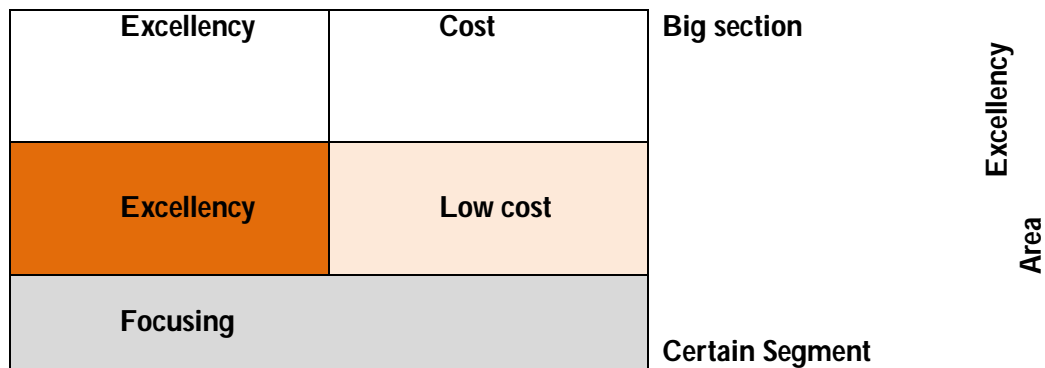 Excellency Cost Big section
Excellency
Excellency Low cost
Area
Focusing
Certain Segment